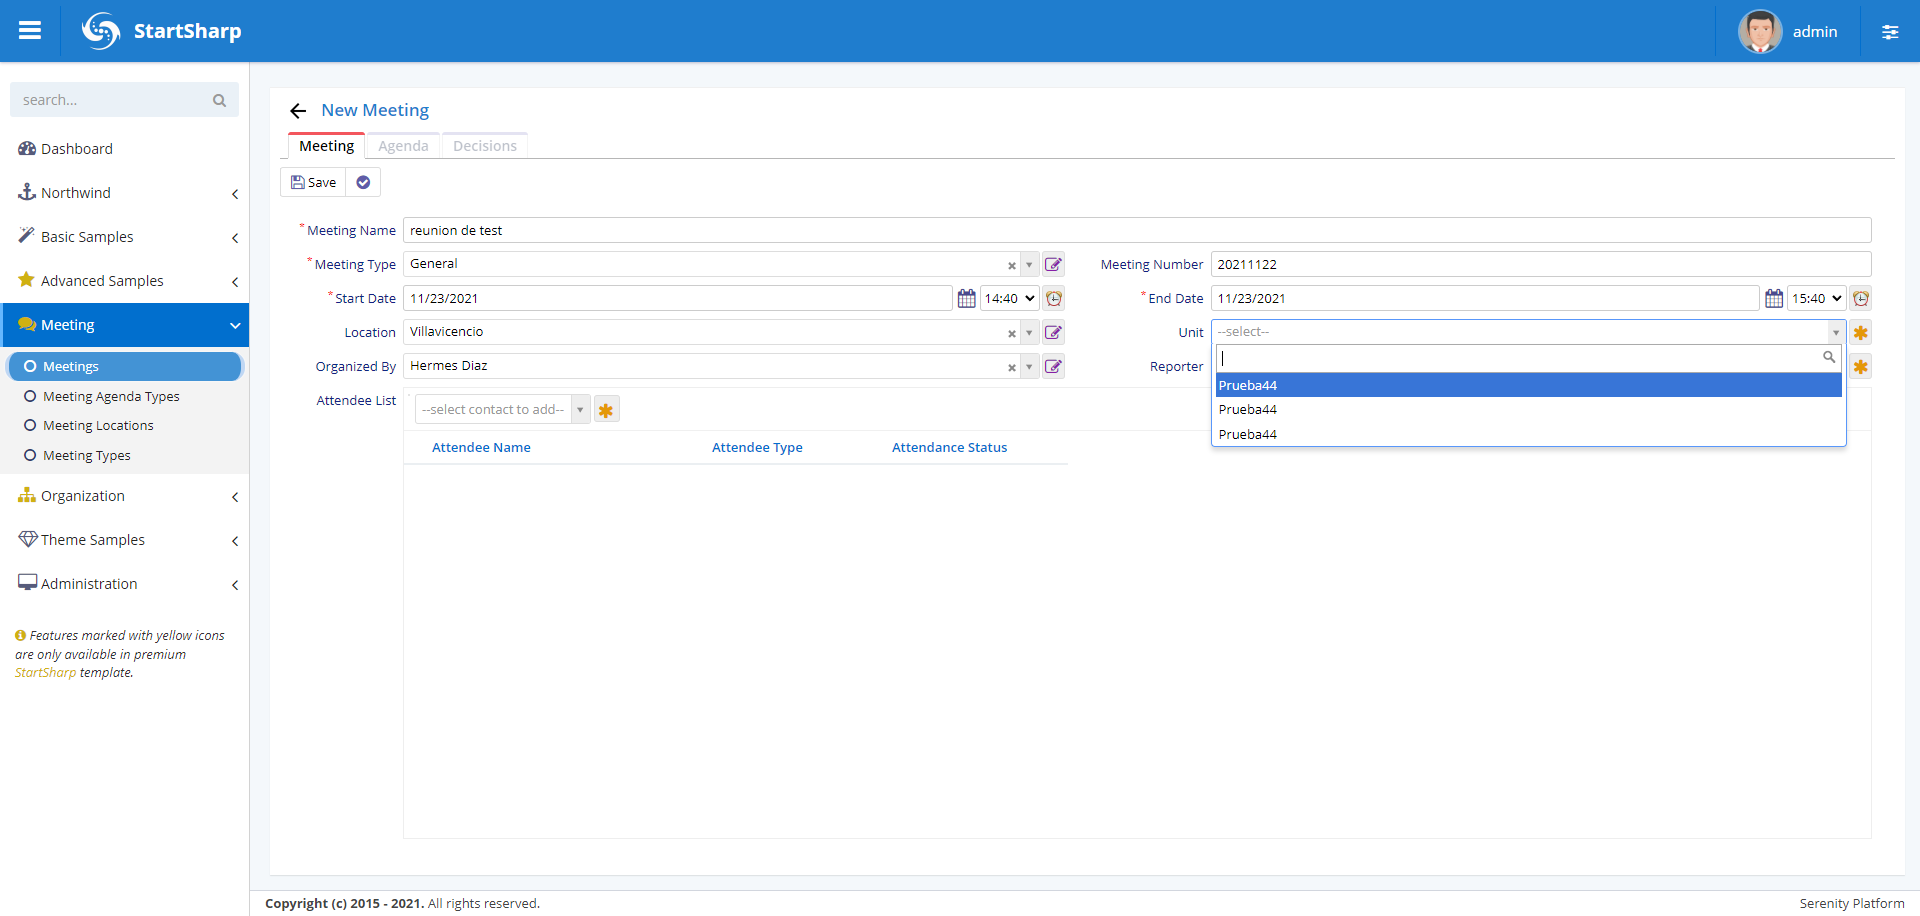 StartSharp
admin
search...
Dashboard
Northwind
Basic Samples
Advanced Samples
Meeting
Meetings
Meeting Agenda Types
Meeting Locations
Meeting Types
Organization
Theme Samples
Administration
Features marked with yellow icons
are only available in premium
StartSharp template.
New Meeting
Meeting Agenda Decisions
Save
* Meeting Name reunion de test
* Meeting Type General
Meeting Number 20211122
* Start Date 11/23/2021 14:40
* End Date 11/23/2021 15:40
Location Villavicencio
Unit --select--
Organized By Hermes Diaz
Reporter
Prueba44
Prueba44
Prueba44
Attendee List --select contact to add--
Attendee Name Attendee Type Attendance Status
Copyright (c) 2015 - 2021. All rights reserved.
Serenity Platform